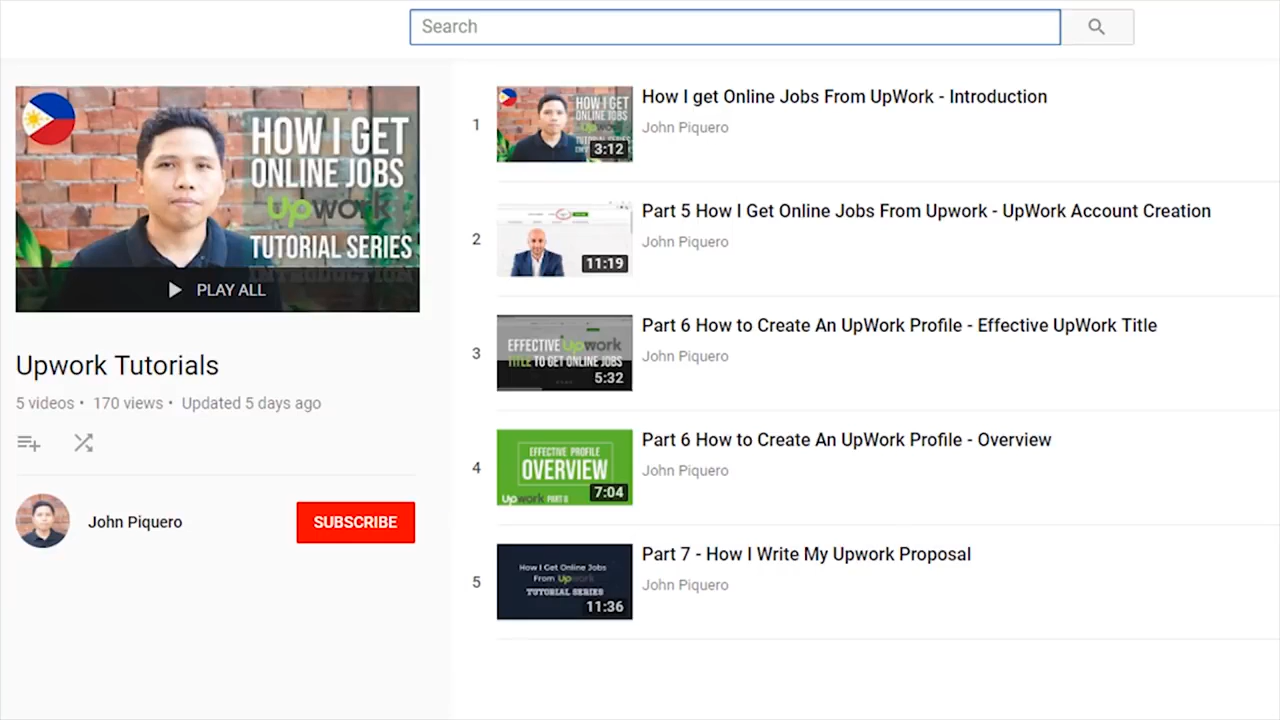 Search
HOW I GET
ONLINE JOBS
Upwork
TUTORIAL SERIES
INTRODUCTION
PLAY ALL
Upwork Tutorials
5 videos • 170 views • Updated 5 days ago
John Piquero
SUBSCRIBE
1
HOW I GET
ONLINE JOBS
Upwork
TUTORIAL SERIES
3:12
How I get Online Jobs From UpWork - Introduction
John Piquero
2
11:19
Part 5 How I Get Online Jobs From Upwork - UpWork Account Creation
John Piquero
3
EFFECTIVE Upwork
TITLE TO GET ONLINE JOBS
5:32
Part 6 How to Create An UpWork Profile - Effective UpWork Title
John Piquero
4
EFFECTIVE PROFILE
OVERVIEW
Upwork PART 6
7:04
Part 6 How to Create An UpWork Profile - Overview
John Piquero
5
How I Get Online Jobs
From Upwork
TUTORIAL SERIES
11:36
Part 7 - How I Write My Upwork Proposal
John Piquero